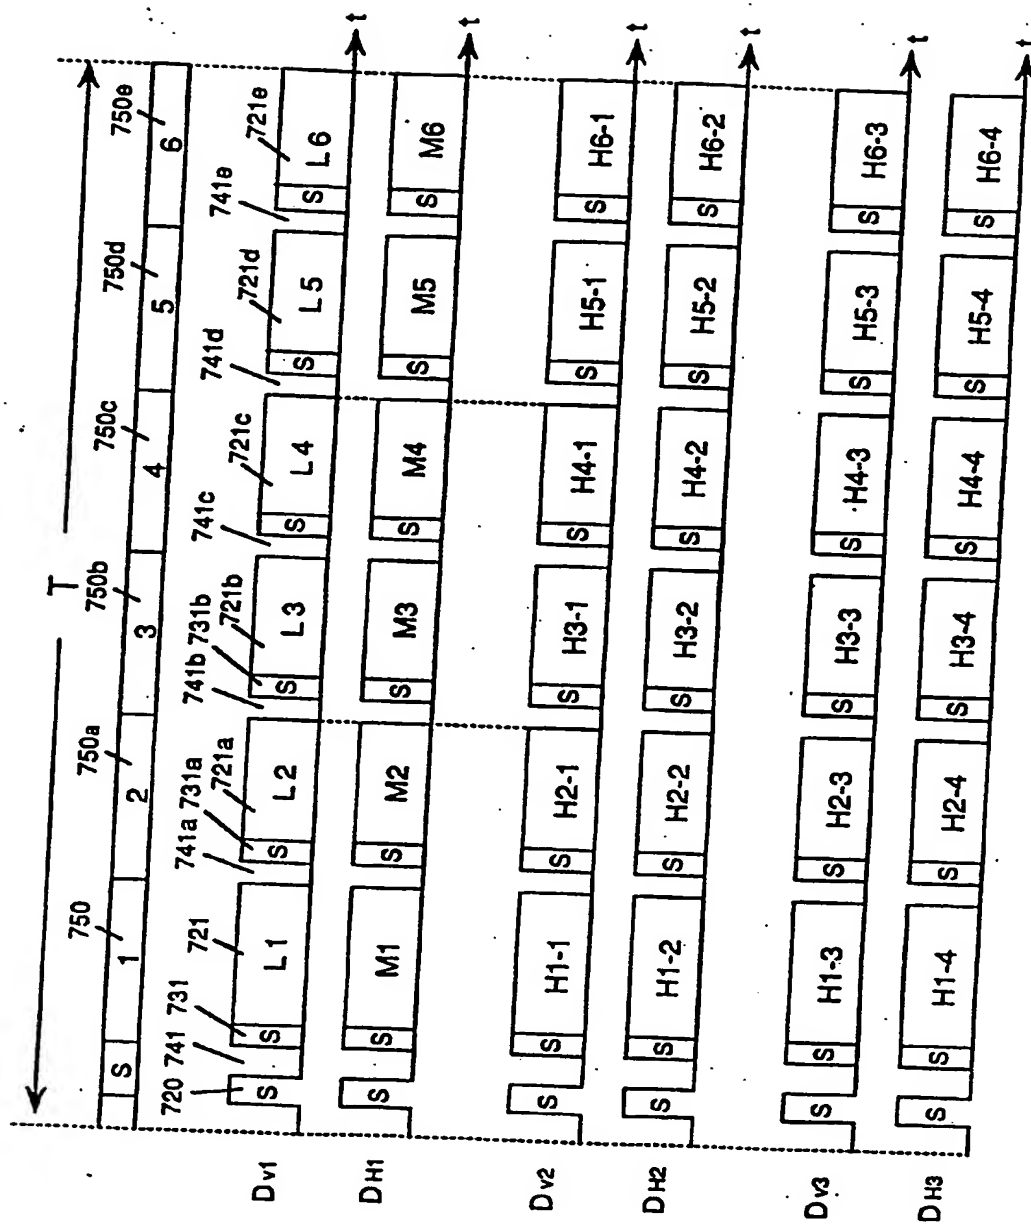 T
750 750a 750b 750c 750d 750e
S 1 2 3 4 5 6
720 741 731 721 741a 731a 721a 741b 731b 721b 741c 721c 741d 721d 741e 721e
Dv1 S S L1 S L2 S L3 S L4 S L5 S L6 t
DH1 S S M1 S M2 S M3 S M4 S M5 S M6 t
Dv2 S S H1-1 S H2-1 S H3-1 S H4-1 S H5-1 S H6-1 t
DH2 S S H1-2 S H2-2 S H3-2 S H4-2 S H5-2 S H6-2 t
Dv3 S S H1-3 S H2-3 S H3-3 S H4-3 S H5-3 S H6-3 t
DH3 S S H1-4 S H2-4 S H3-4 S H4-4 S H5-4 S H6-4 t